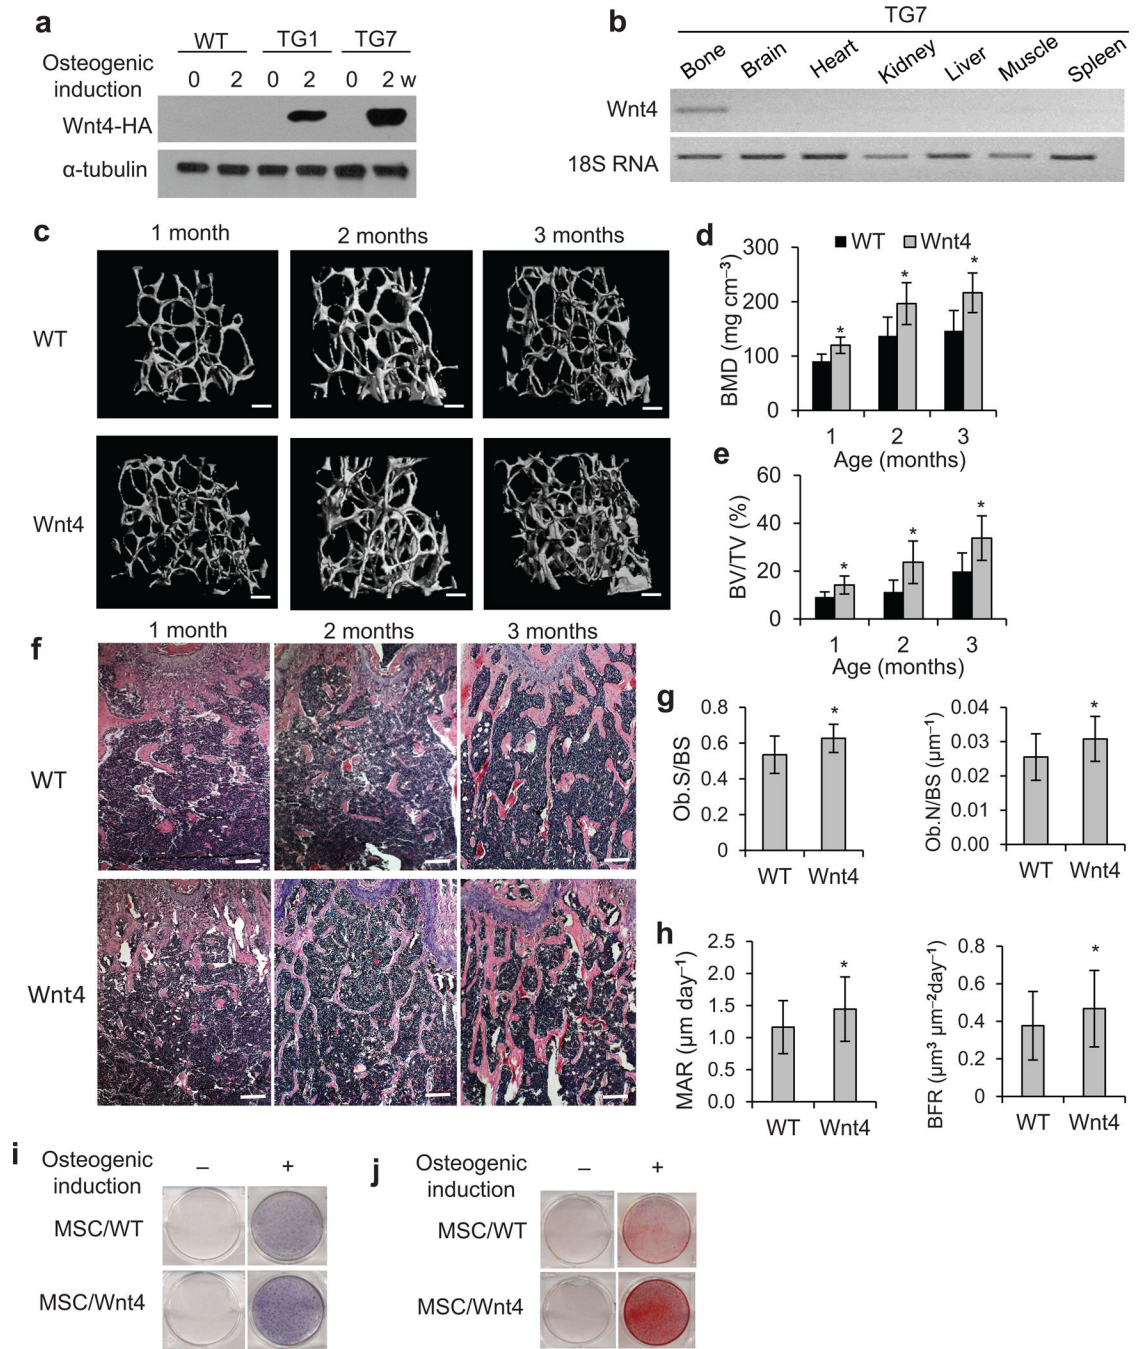 a
WT TG1 TG7
Osteogenic
induction
0 2 0 2 0 2 w
Wnt4-HA
α-tubulin
b
TG7
Bone Brain Heart Kidney Liver Muscle Spleen
Wnt4
18S RNA
c
1 month 2 months 3 months
WT
Wnt4
d
WT Wnt4
BMD (mg cm⁻³)
300
200
100
0
* * *
1 2 3
Age (months)
e
BV/TV (%)
60
40
20
0
* * *
1 2 3
Age (months)
f
1 month 2 months 3 months
WT
Wnt4
g
Ob.S/BS
0.8
0.6
0.4
0.2
0
*
WT Wnt4
Ob.N/BS (μm⁻¹)
0.04
0.03
0.02
0.01
0.00
*
WT Wnt4
h
MAR (μm day⁻¹)
2.5
2.0
1.5
1.0
0.5
0.0
*
WT Wnt4
BFR (μm³ μm⁻²day⁻¹)
0.8
0.6
0.4
0.2
0
*
WT Wnt4
i
Osteogenic
induction
– +
MSC/WT
MSC/Wnt4
j
Osteogenic
induction
– +
MSC/WT
MSC/Wnt4